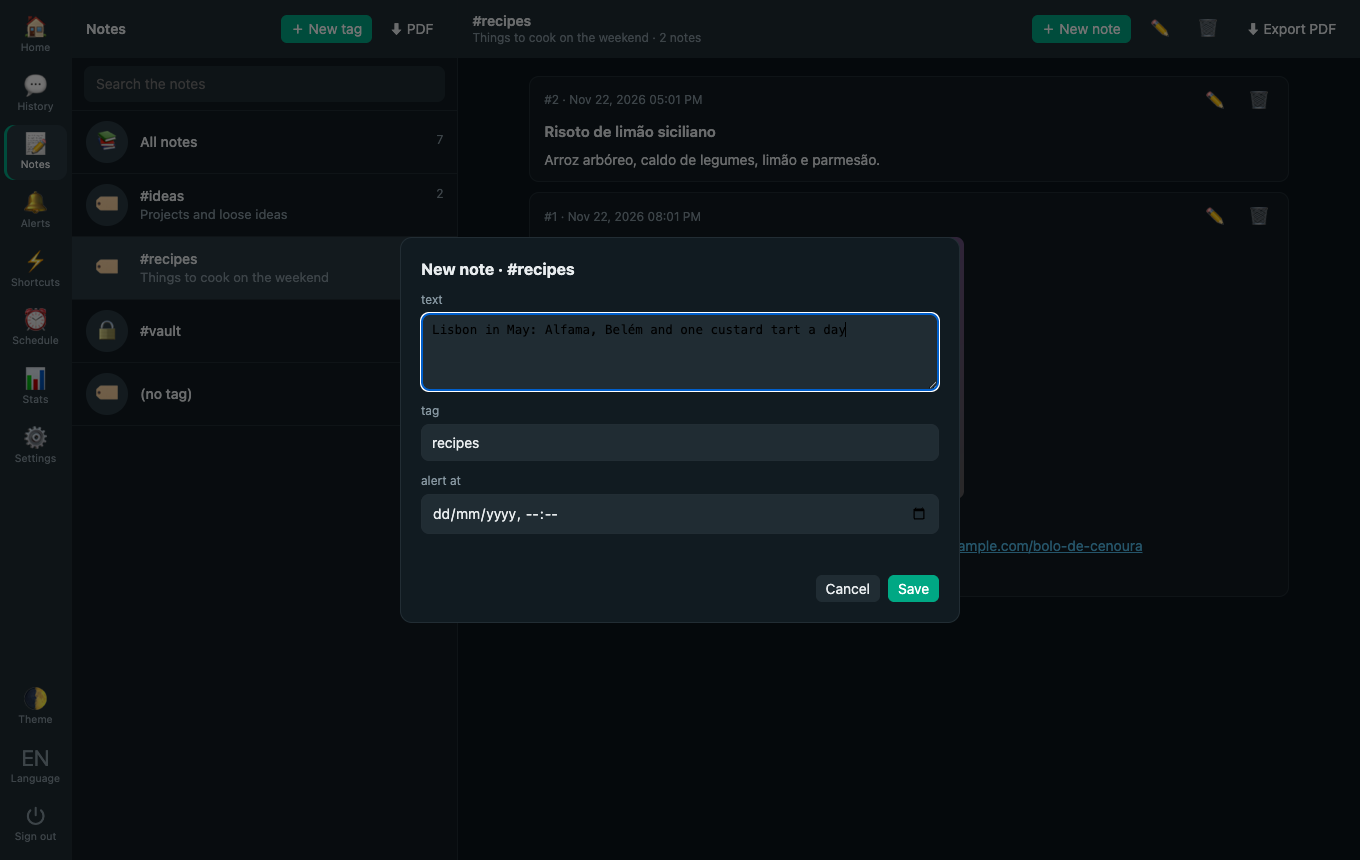 Home
History
Notes
Alerts
Shortcuts
Schedule
Stats
Settings
Theme
EN
Language
Sign out
Notes
+ New tag
⬇ PDF
Search the notes
All notes
7
#ideas
2
Projects and loose ideas
#recipes
Things to cook on the weekend
#vault
(no tag)
#recipes
Things to cook on the weekend · 2 notes
+ New note
⬇ Export PDF
#2 · Nov 22, 2026 05:01 PM
Risoto de limão siciliano
Arroz arbóreo, caldo de legumes, limão e parmesão.
#1 · Nov 22, 2026 08:01 PM
ample.com/bolo-de-cenoura
New note · #recipes
text
Lisbon in May: Alfama, Belém and one custard tart a day
tag
recipes
alert at
dd/mm/yyyy, --:--
Cancel
Save